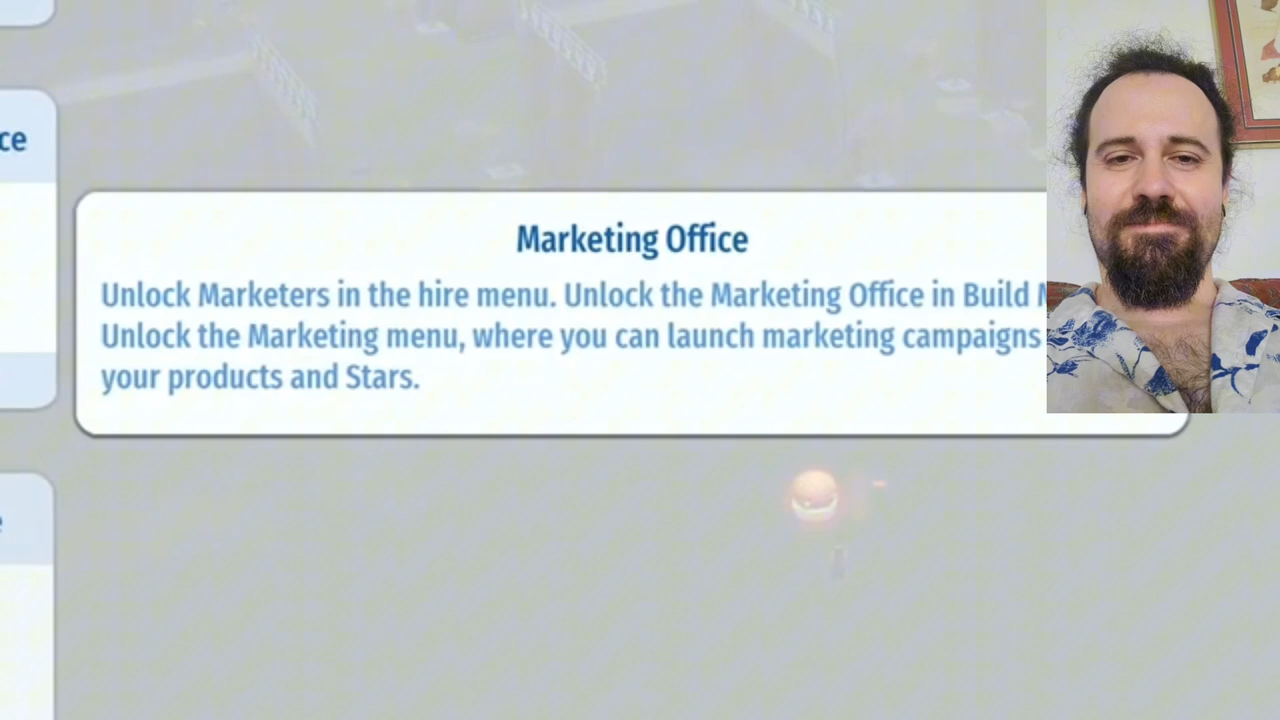 ce
Marketing Office
Unlock Marketers in the hire menu. Unlock the Marketing Office in Build
Unlock the Marketing menu, where you can launch marketing campaigns
your products and Stars.